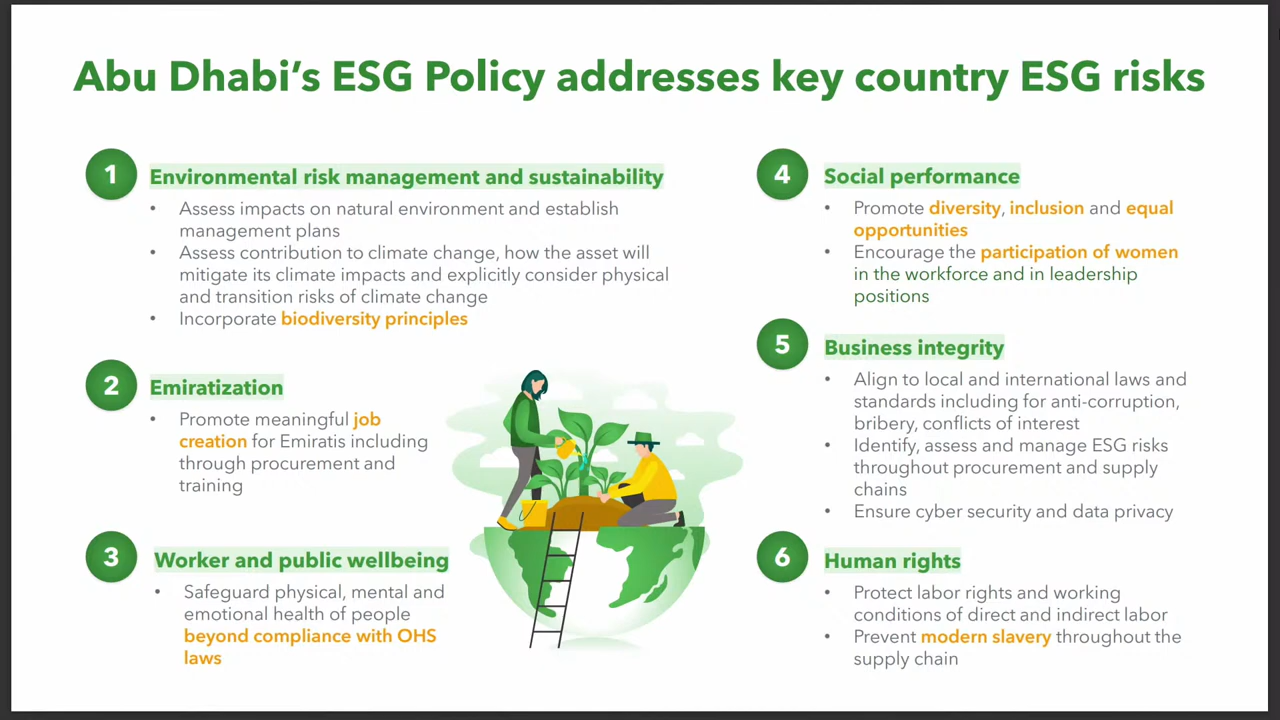 Abu Dhabi’s ESG Policy addresses key country ESG risks
1
Environmental risk management and sustainability
• Assess impacts on natural environment and establish
management plans
• Assess contribution to climate change, how the asset will
mitigate its climate impacts and explicitly consider physical
and transition risks of climate change
• Incorporate biodiversity principles
2
Emiratization
• Promote meaningful job
creation for Emiratis including
through procurement and
training
3
Worker and public wellbeing
• Safeguard physical, mental and
emotional health of people
beyond compliance with OHS
laws
4
Social performance
• Promote diversity, inclusion and equal
opportunities
• Encourage the participation of women
in the workforce and in leadership
positions
5
Business integrity
• Align to local and international laws and
standards including for anti-corruption,
bribery, conflicts of interest
• Identify, assess and manage ESG risks
throughout procurement and supply
chains
• Ensure cyber security and data privacy
6
Human rights
• Protect labor rights and working
conditions of direct and indirect labor
• Prevent modern slavery throughout the
supply chain